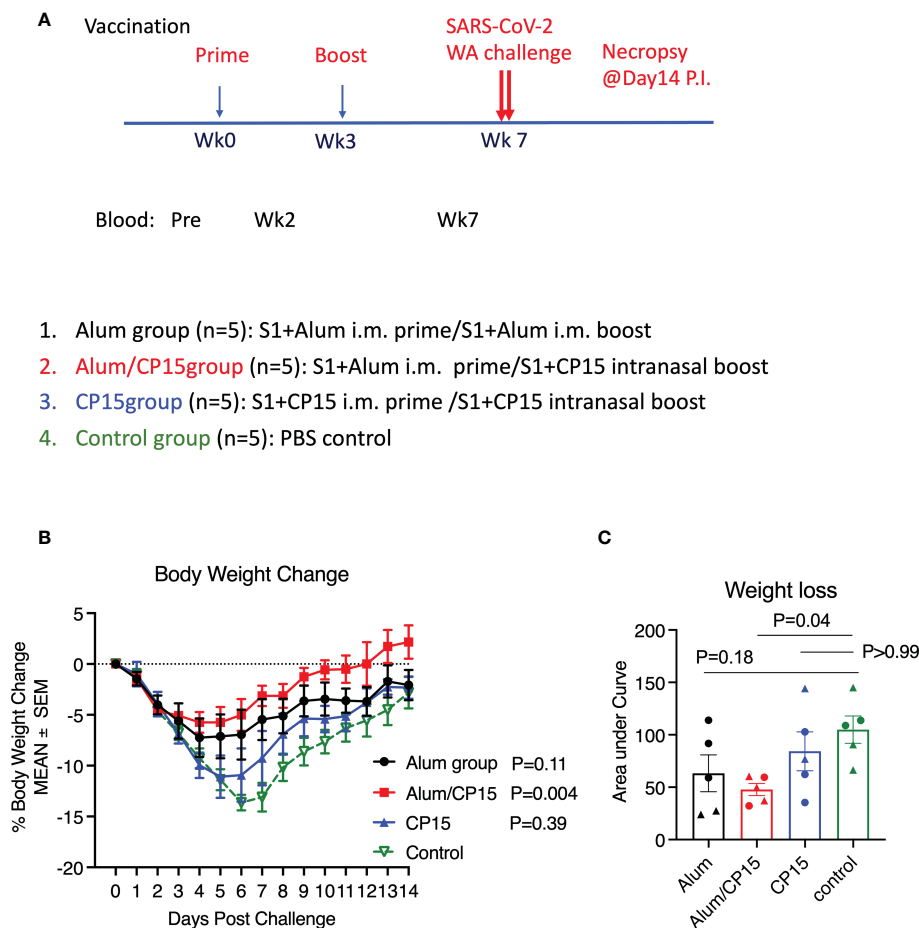 A
Vaccination
Prime
Boost
SARS-CoV-2
WA challenge
Necropsy
@Day14 P.I.
Wk0
Wk3
Wk 7
Blood: Pre Wk2 Wk7
1. Alum group (n=5): S1+Alum i.m. prime/S1+Alum i.m. boost
2. Alum/CP15group (n=5): S1+Alum i.m. prime/S1+CP15 intranasal boost
3. CP15group (n=5): S1+CP15 i.m. prime /S1+CP15 intranasal boost
4. Control group (n=5): PBS control
B
Body Weight Change
% Body Weight Change
MEAN ± SEM
5
0
-5
-10
-15
-20
0 1 2 3 4 5 6 7 8 9 10 11 12 13 14
Days Post Challenge
Alum group P=0.11
Alum/CP15 P=0.004
CP15 P=0.39
Control
C
Weight loss
P=0.04
P>0.99
P=0.18
Area under Curve
200
150
100
50
0
Alum
Alum/CP15
CP15
control